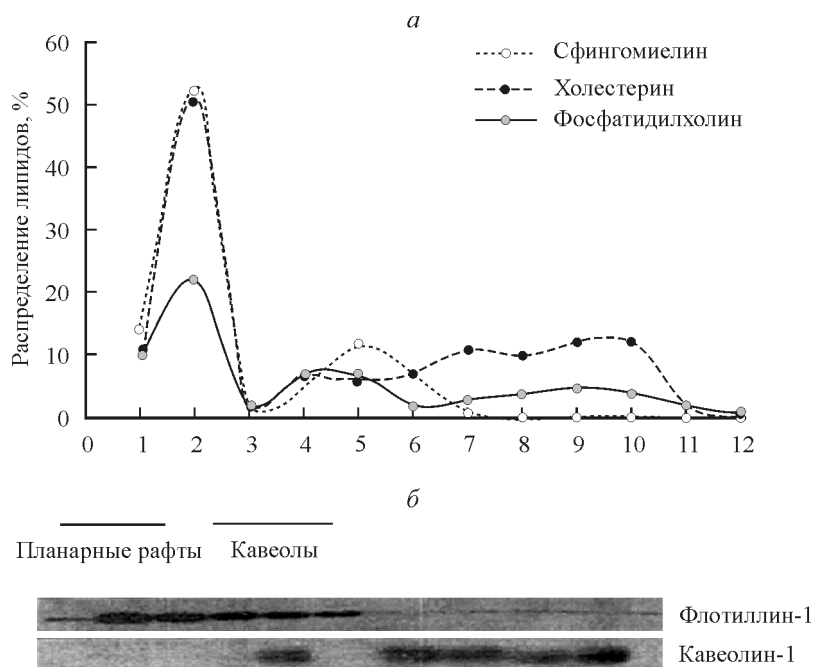 а
60
50
40
30
20
10
0
Распределение липидов, %
Сфингомиелин
Холестерин
Фосфатидилхолин
0 1 2 3 4 5 6 7 8 9 10 11 12
б
Планарные рафты Кавеолы
Флотиллин-1
Кавеолин-1